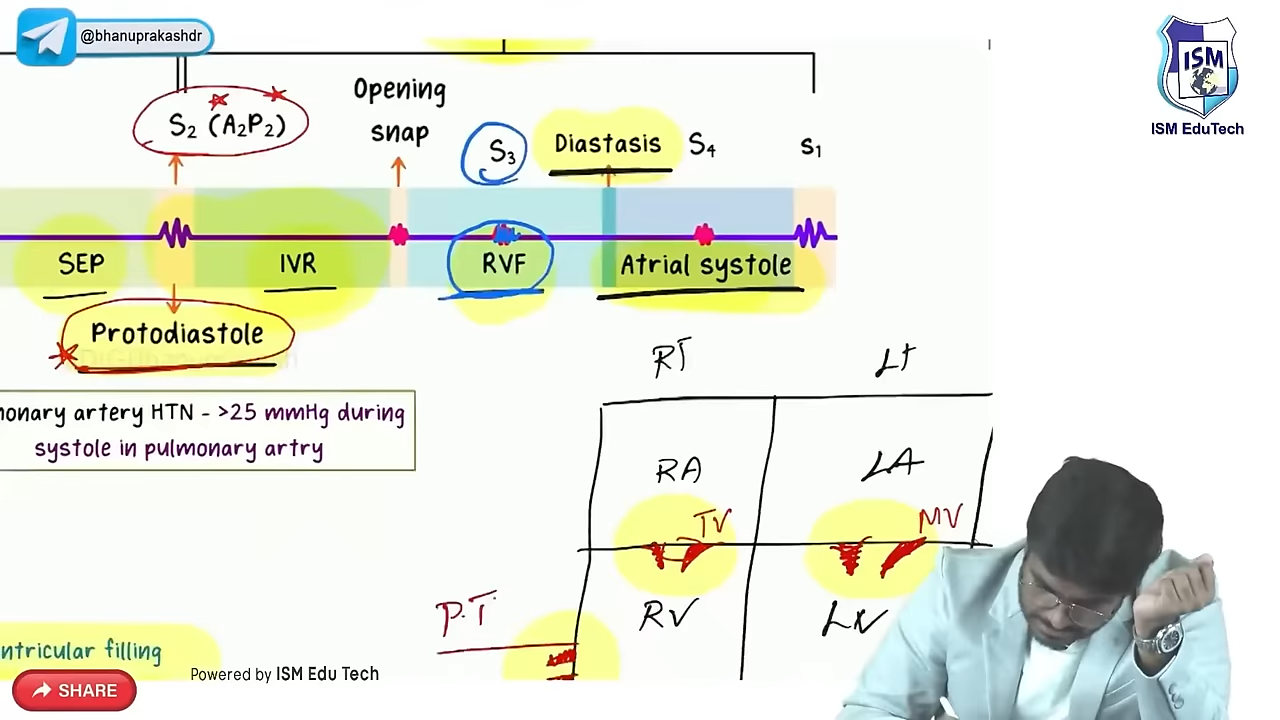 @bhanuprakashdr
ISM
ISM EduTech
S2 (A2P2)
Opening
snap
S3
Diastasis
S4
S1
SEP
IVR
RVF
Atrial systole
Protodiastole
monary artery HTN - >25 mmHg during
systole in pulmonary artry
RT
LT
RA
LA
TV
MV
RV
LV
P.T
ntricular filling
SHARE
Powered by ISM Edu Tech